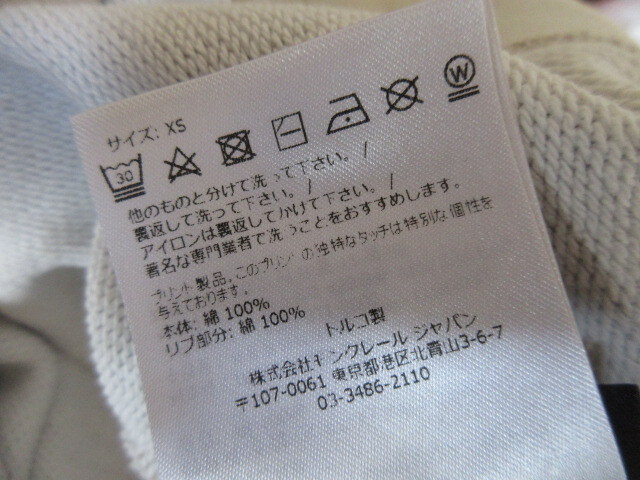 サイズ: XS
30
W
他のものと分けて洗って下さい。 /
裏返して洗って下さい。 /
アイロンは裏返してかけて下さい。 /
著名な専門業者で洗うことをおすすめします。
プリント製品。このプリントの独特なタッチは特別な個性を
与えております。
本体: 綿 100%
リブ部分: 綿 100%
トルコ製
株式会社モンクレール ジャパン
〒107-0061 東京都港区北青山3-6-7
03-3486-2110